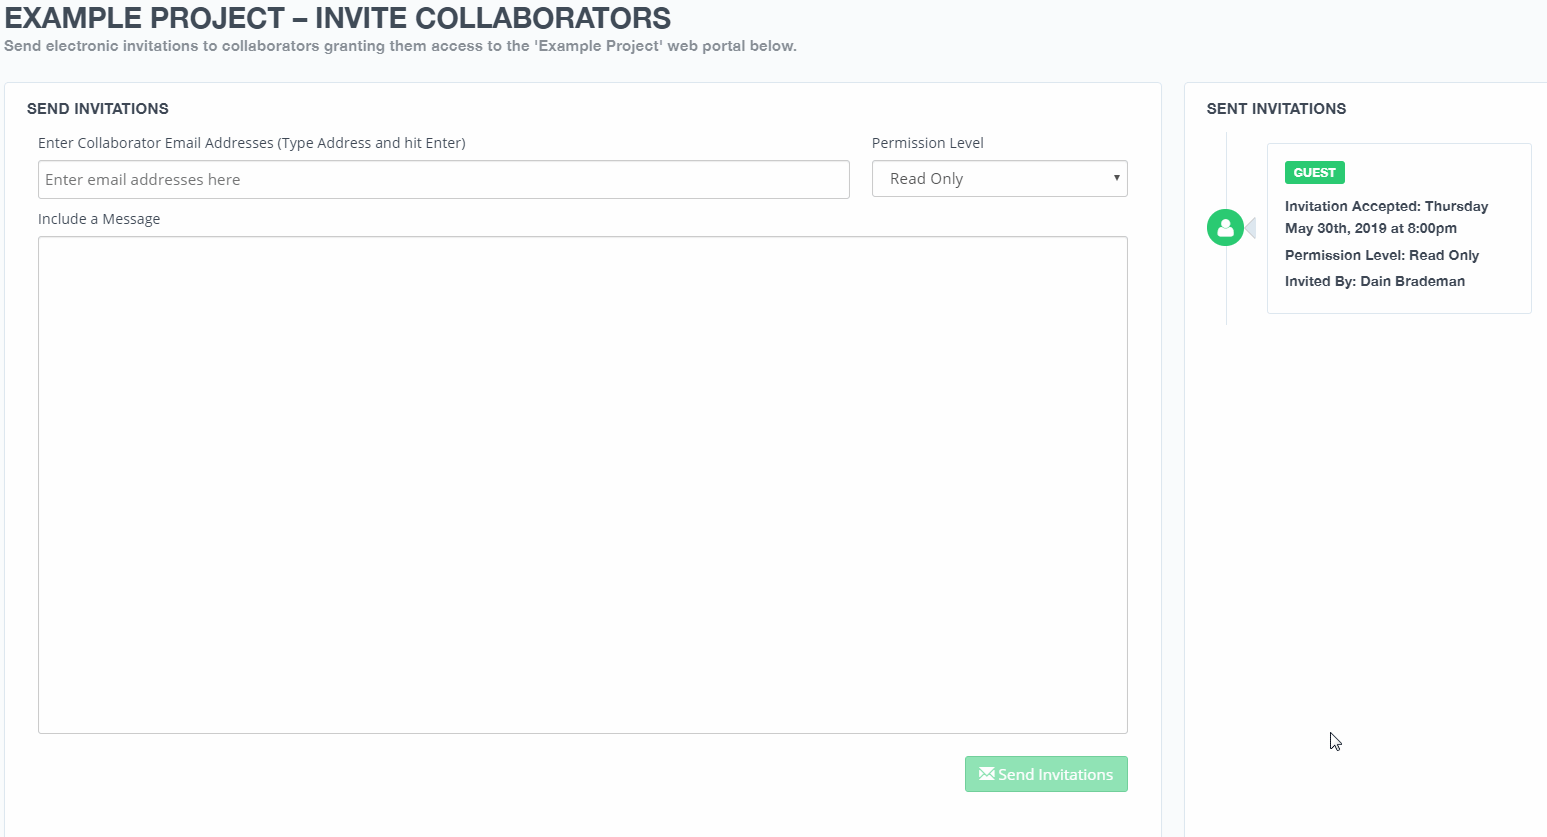 EXAMPLE PROJECT – INVITE COLLABORATORS
Send electronic invitations to collaborators granting them access to the 'Example Project' web portal below.
SEND INVITATIONS
Enter Collaborator Email Addresses (Type Address and hit Enter)
Enter email addresses here
Permission Level
Read Only
Include a Message
Send Invitations
SENT INVITATIONS
GUEST
Invitation Accepted: Thursday
May 30th, 2019 at 8:00pm
Permission Level: Read Only
Invited By: Dain Brademan